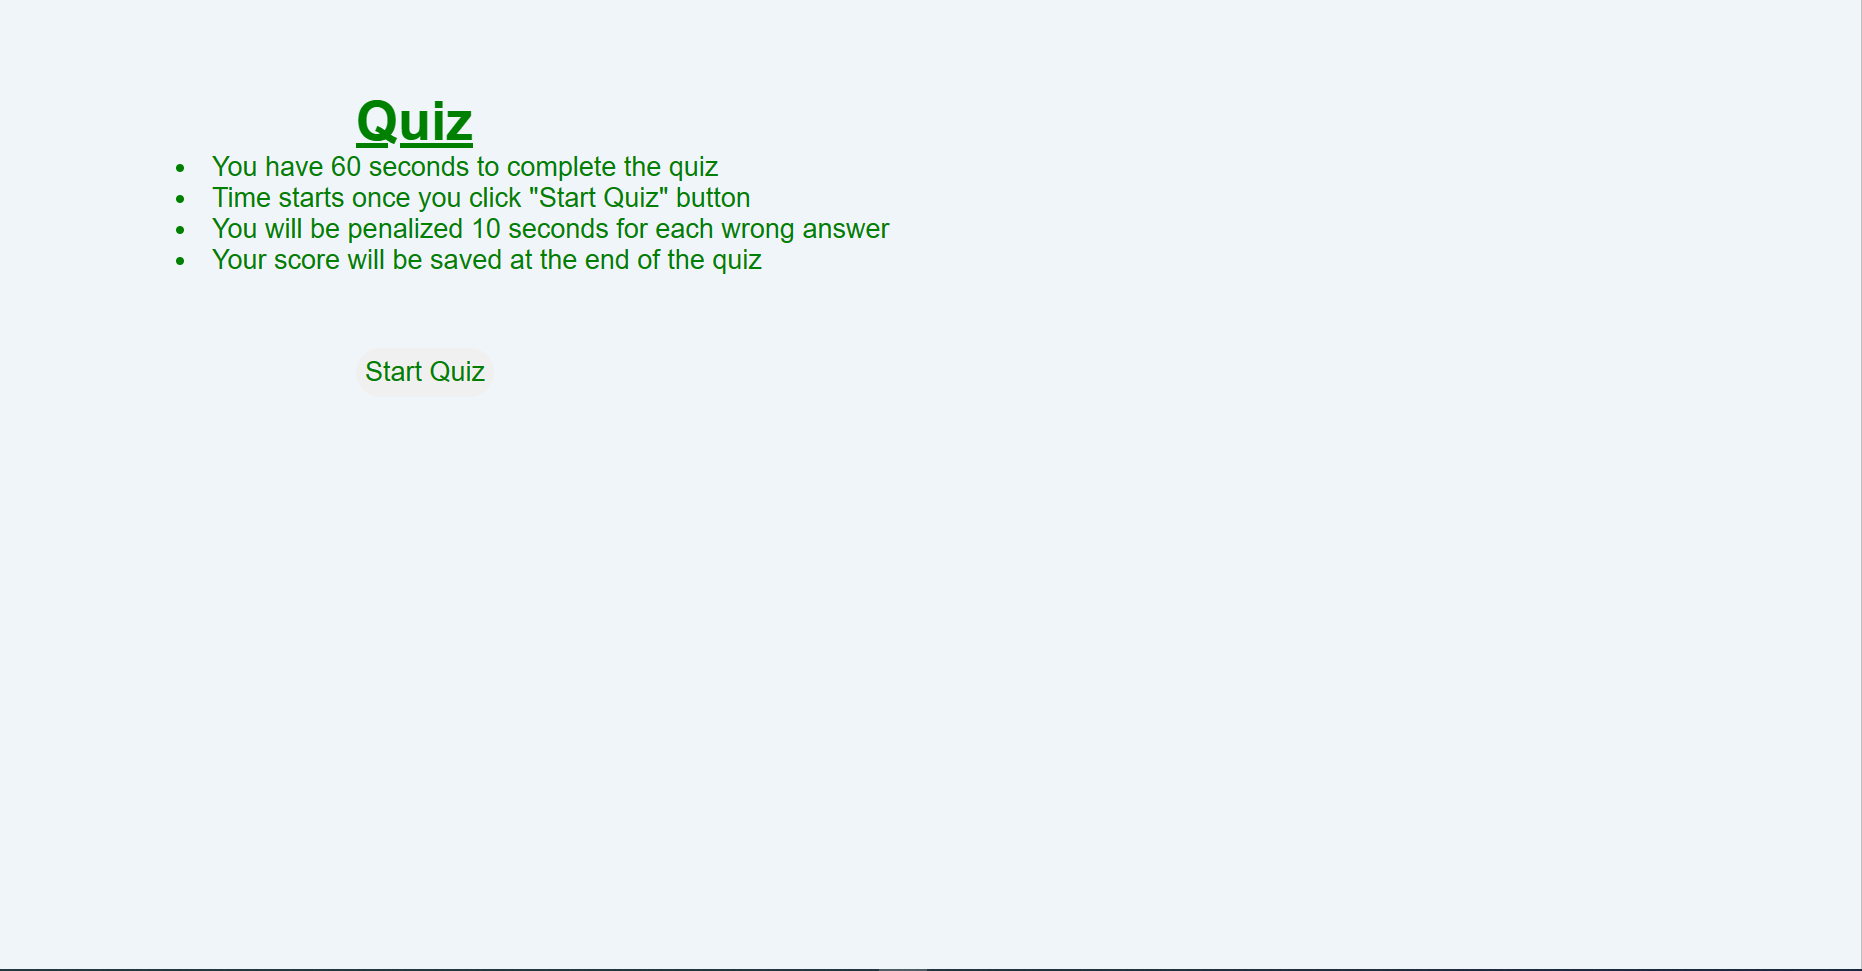 Quiz
You have 60 seconds to complete the quiz
Time starts once you click "Start Quiz" button
You will be penalized 10 seconds for each wrong answer
Your score will be saved at the end of the quiz
Start Quiz